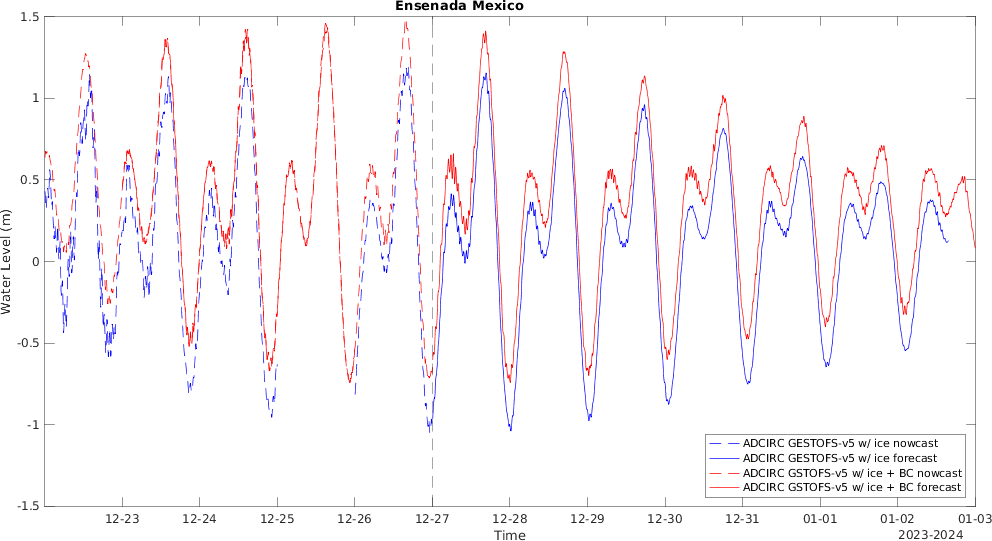 Ensenada Mexico
1.5
1
0.5
0
-0.5
-1
-1.5
Water Level (m)
12-23 12-24 12-25 12-26 12-27 12-28 12-29 12-30 12-31 01-01 01-02 01-03
Time
2023-2024
ADCIRC GESTOFS-v5 w/ ice nowcast
ADCIRC GESTOFS-v5 w/ ice forecast
ADCIRC GSTOFS-v5 w/ ice + BC nowcast
ADCIRC GSTOFS-v5 w/ ice + BC forecast